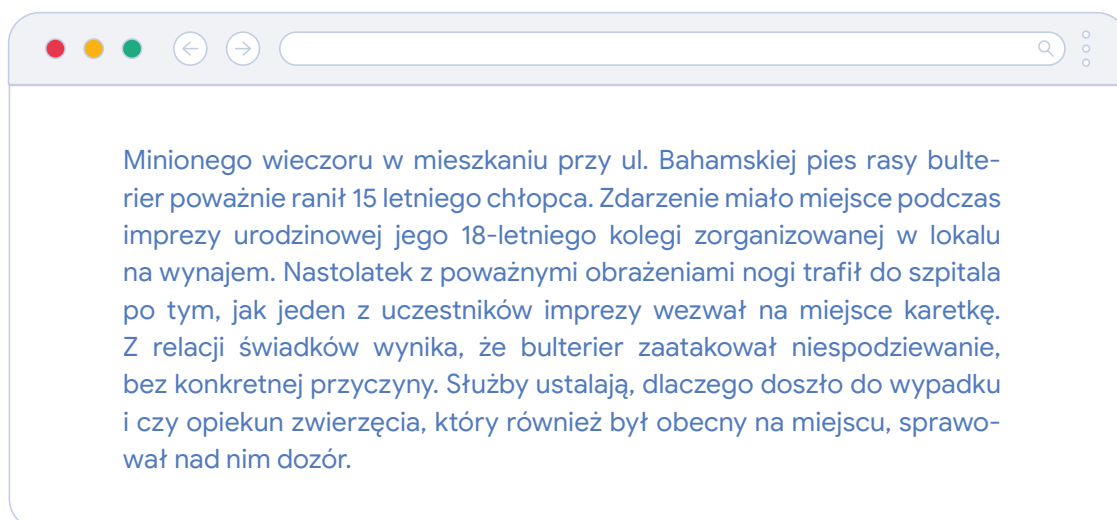 Minionego wieczoru w mieszkaniu przy ul. Bahamskiej pies rasy bulte-
rier poważnie ranił 15 letniego chłopca. Zdarzenie miało miejsce podczas
imprezy urodzinowej jego 18-letniego kolegi zorganizowanej w lokalu
na wynajem. Nastolatek z poważnymi obrażeniami nogi trafił do szpitala
po tym, jak jeden z uczestników imprezy wezwał na miejsce karetkę.
Z relacji świadków wynika, że bulterier zaatakował niespodziewanie,
bez konkretnej przyczyny. Służby ustalają, dlaczego doszło do wypadku
i czy opiekun zwierzęcia, który również był obecny na miejscu, sprawo-
wał nad nim dozór.